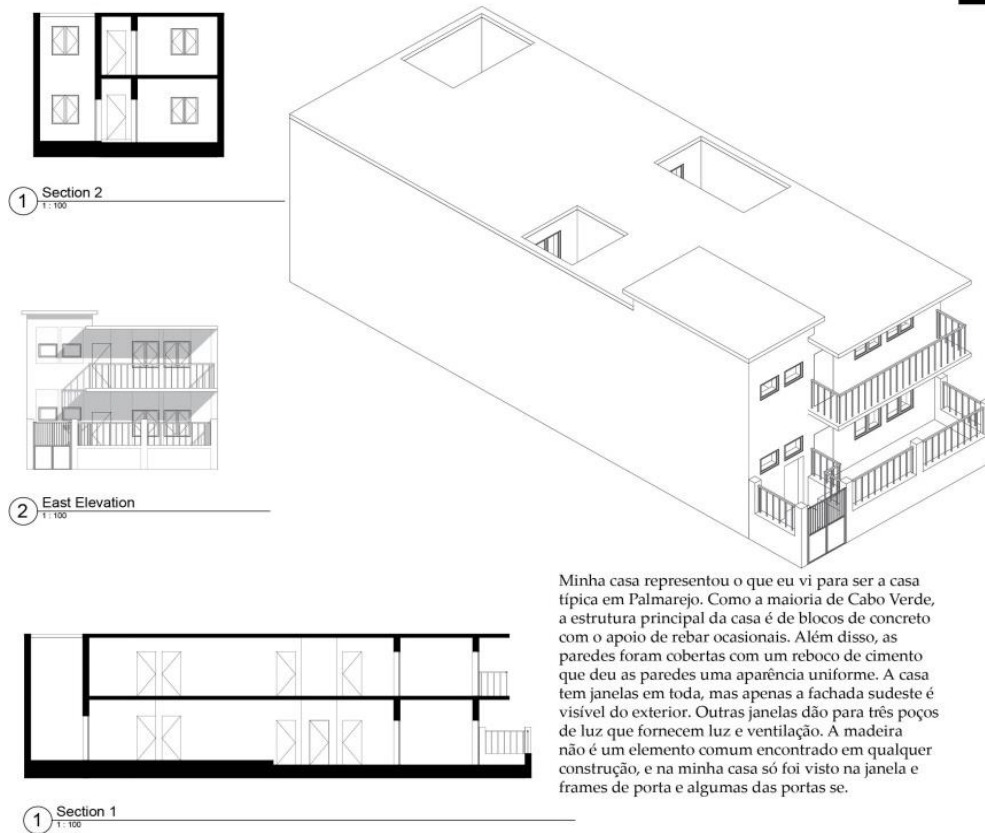 1
Section 2
1 : 100
2
East Elevation
1 : 100
Minha casa representou o que eu vi para ser a casa
típica em Palmarejo. Como a maioria de Cabo Verde,
a estrutura principal da casa é de blocos de concreto
com o apoio de rebar ocasionais. Além disso, as
paredes foram cobertas com um reboco de cimento
que deu as paredes uma aparência uniforme. A casa
tem janelas em toda, mas apenas a fachada sudeste é
visível do exterior. Outras janelas dão para três poços
de luz que fornecem luz e ventilação. A madeira
não é um elemento comum encontrado em qualquer
construção, e na minha casa só foi visto na janela e
frames de porta e algumas das portas se.
1
Section 1
1 : 100